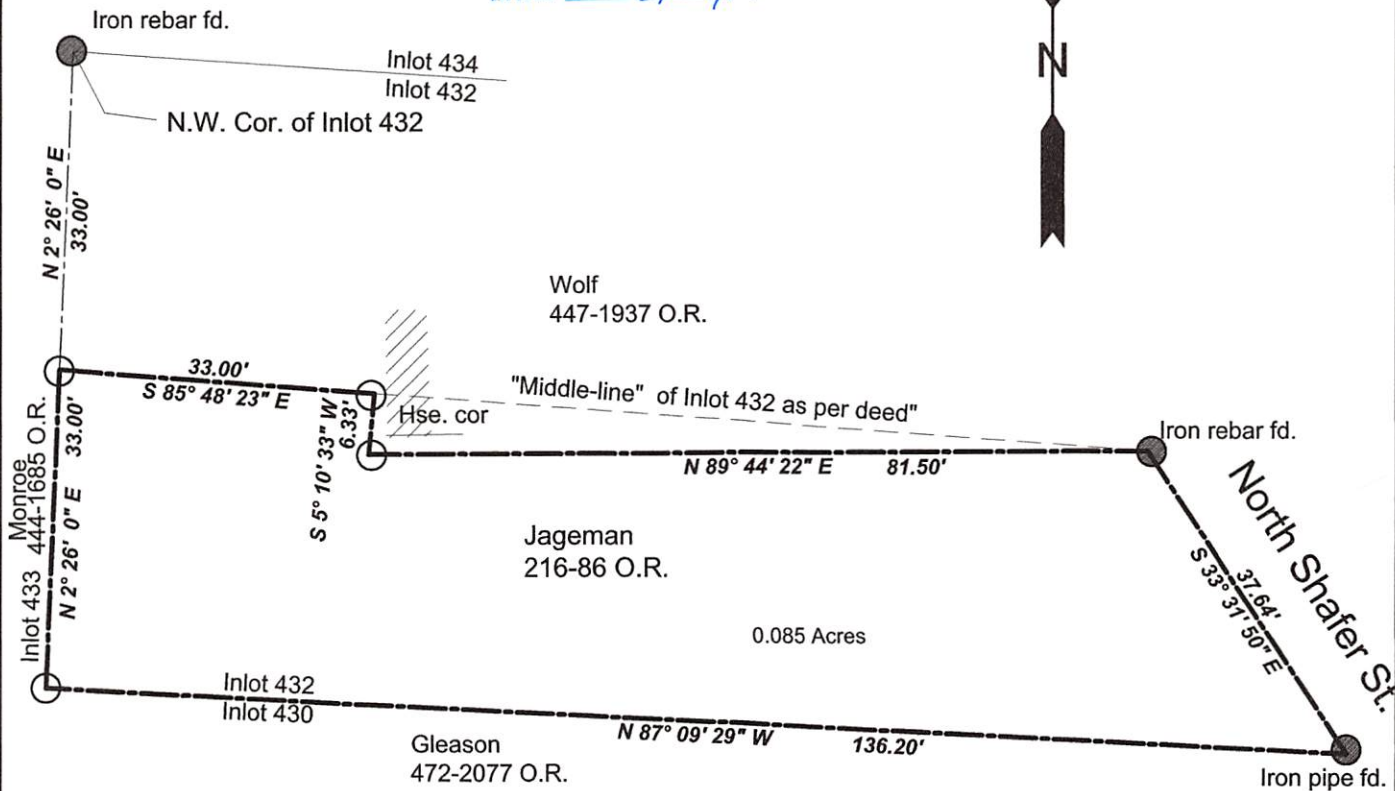 Iron rebar fd.
Inlot 434
Inlot 432
N
N.W. Cor. of Inlot 432
N 2° 26' 0" E
33.00'
Wolf
447-1937 O.R.
33.00'
S 85° 48' 23" E
"Middle-line" of Inlot 432 as per deed"
S 5° 10' 33" W
6.33'
Hse. cor
Iron rebar fd.
N 89° 44' 22" E 81.50'
Monroe
444-1685 O.R.
Inlot 433
N 2° 26' 0" E 33.00'
North Shafer St.
37.64'
S 33° 31' 50" E
Jageman
216-86 O.R.
0.085 Acres
Inlot 432
Inlot 430
N 87° 09' 29" W 136.20'
Gleason
472-2077 O.R.
Iron pipe fd.